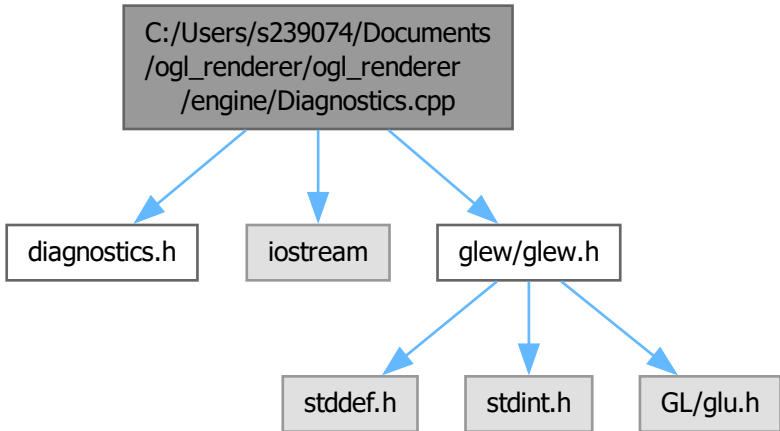 C:/Users/s239074/Documents
/ogl_renderer/ogl_renderer
/engine/Diagnostics.cpp
diagnostics.h
iostream
glew/glew.h
stddef.h
stdint.h
GL/glu.h